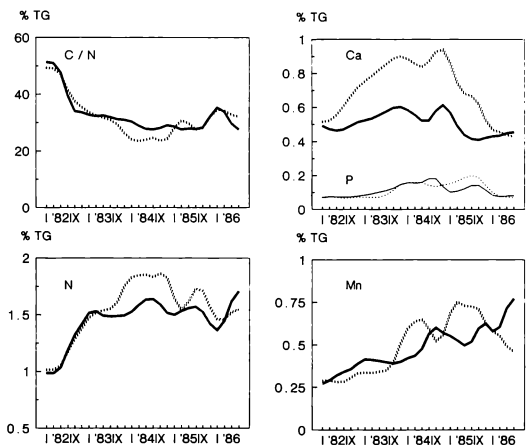 % TG
60
C / N
40
20
0
I '82IX I '83IX I '84IX I '85IX I '86
% TG
1
Ca
0.8
0.6
0.4
P
0.2
0
I '82IX I '83IX I '84IX I '85IX I '86
% TG
2
N
1.5
1
0.5
I '82IX I '83IX I '84IX I '85IX I '86
% TG
1
Mn
0.75
0.5
0.25
0
I '82IX I '83IX I '84IX I '85IX I '86